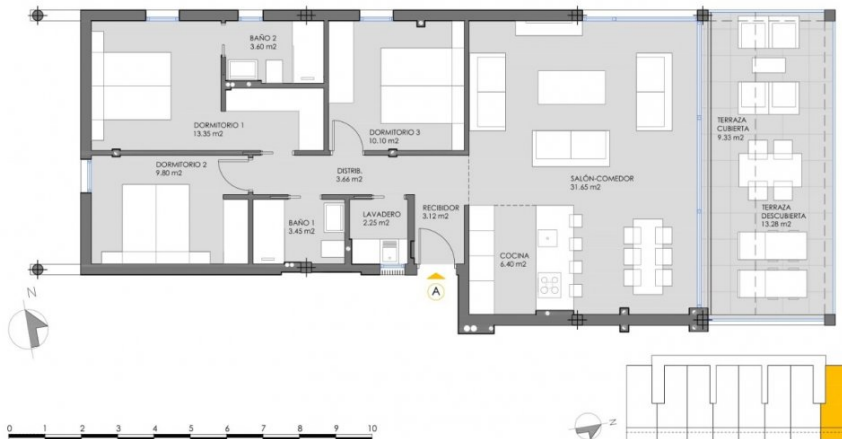 BAÑO 2
3.60 m2
DORMITORIO 1
13.35 m2
DORMITORIO 3
10.10 m2
TERRAZA
CUBIERTA
9.33 m2
DORMITORIO 2
9.80 m2
DISTRIB.
3.66 m2
SALÓN-COMEDOR
31.65 m2
BAÑO 1
3.45 m2
LAVADERO
2.25 m2
RECIBIDOR
3.12 m2
TERRAZA
DESCUBIERTA
13.28 m2
COCINA
6.40 m2
A
N
N
0 1 2 3 4 5 6 7 8 9 10